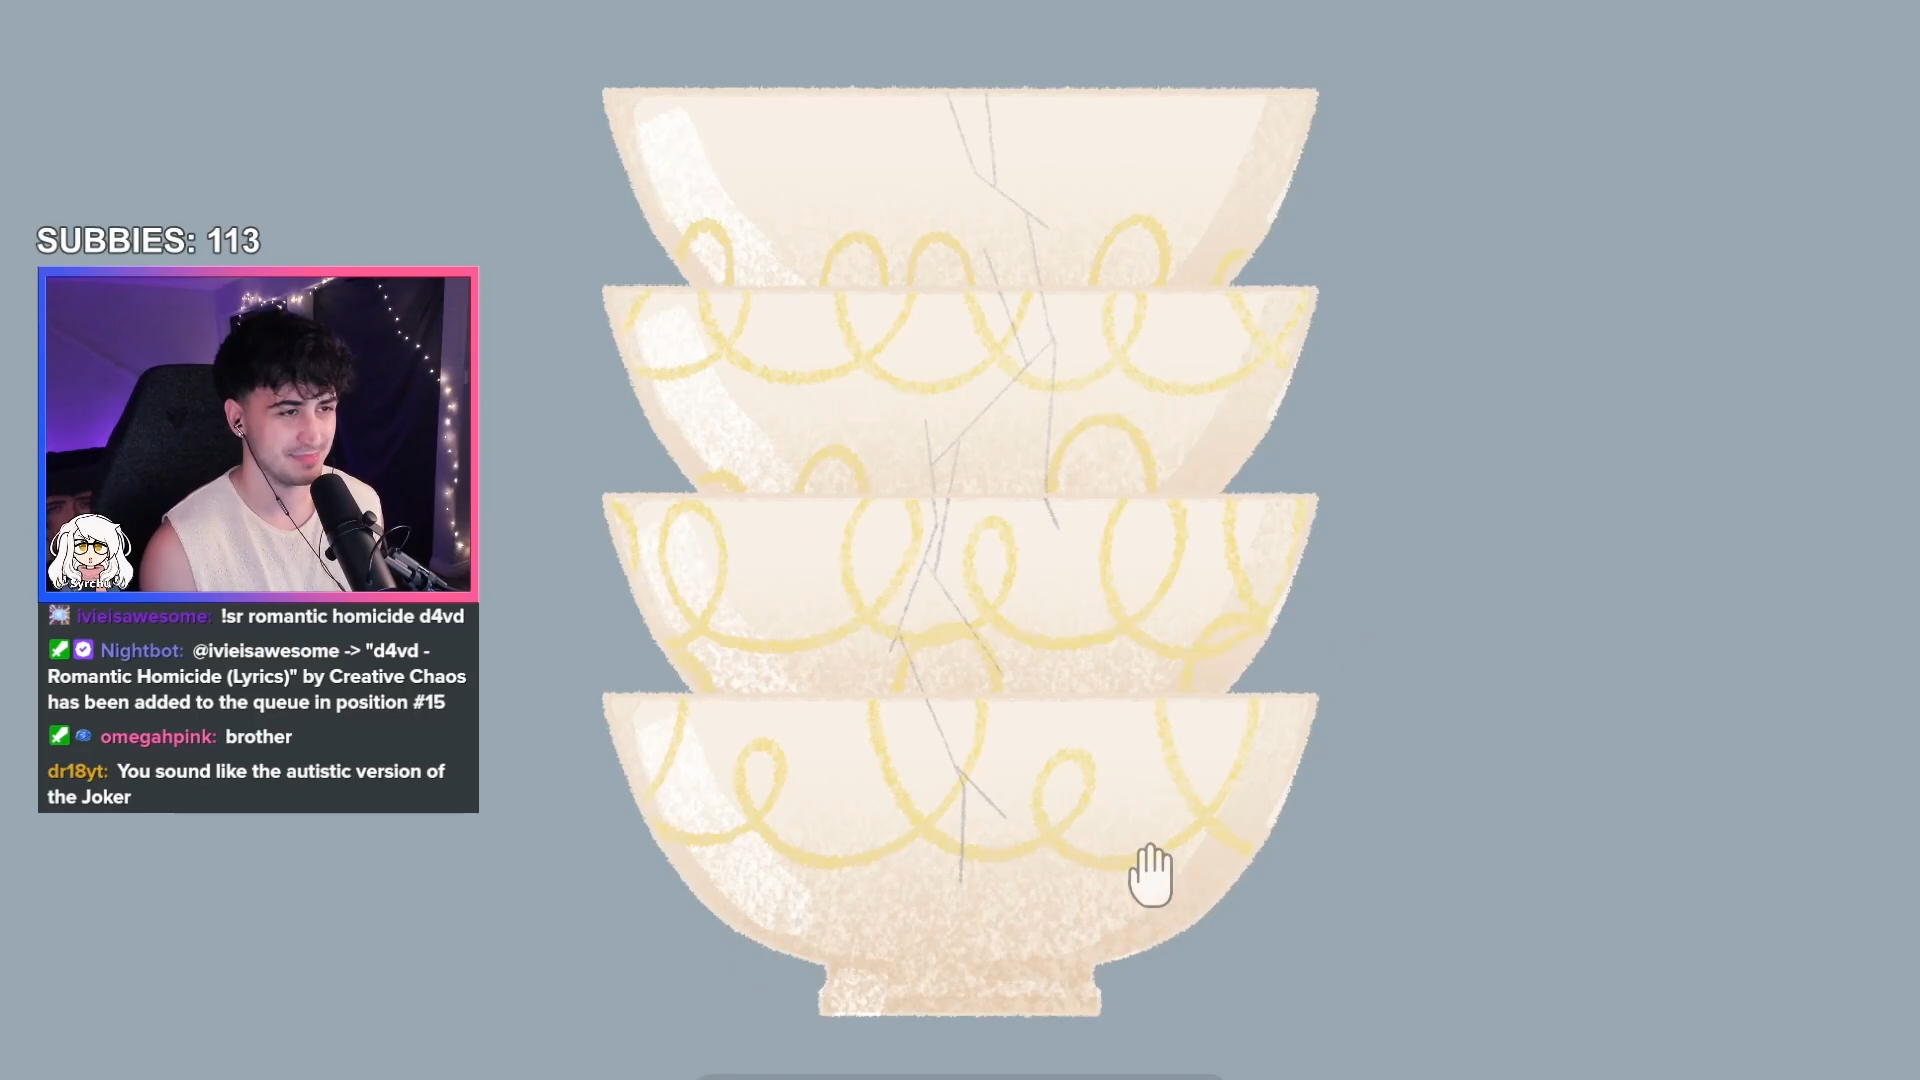 SUBBIES: 113
Syrchu
ivieisawesome: !sr romantic homicide d4vd
Nightbot: @ivieisawesome -> "d4vd -
Romantic Homicide (Lyrics)" by Creative Chaos
has been added to the queue in position #15
omegahpink: brother
dr18yt: You sound like the autistic version of
the Joker